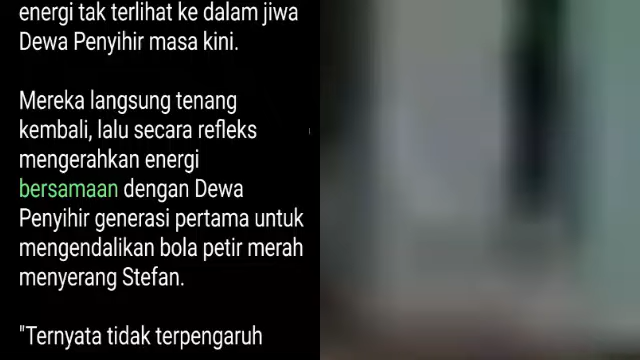 energi tak terlihat ke dalam jiwa
Dewa Penyihir masa kini.
Mereka langsung tenang
kembali, lalu secara refleks
mengerahkan energi
bersamaan dengan Dewa
Penyihir generasi pertama untuk
mengendalikan bola petir merah
menyerang Stefan.
"Ternyata tidak terpengaruh